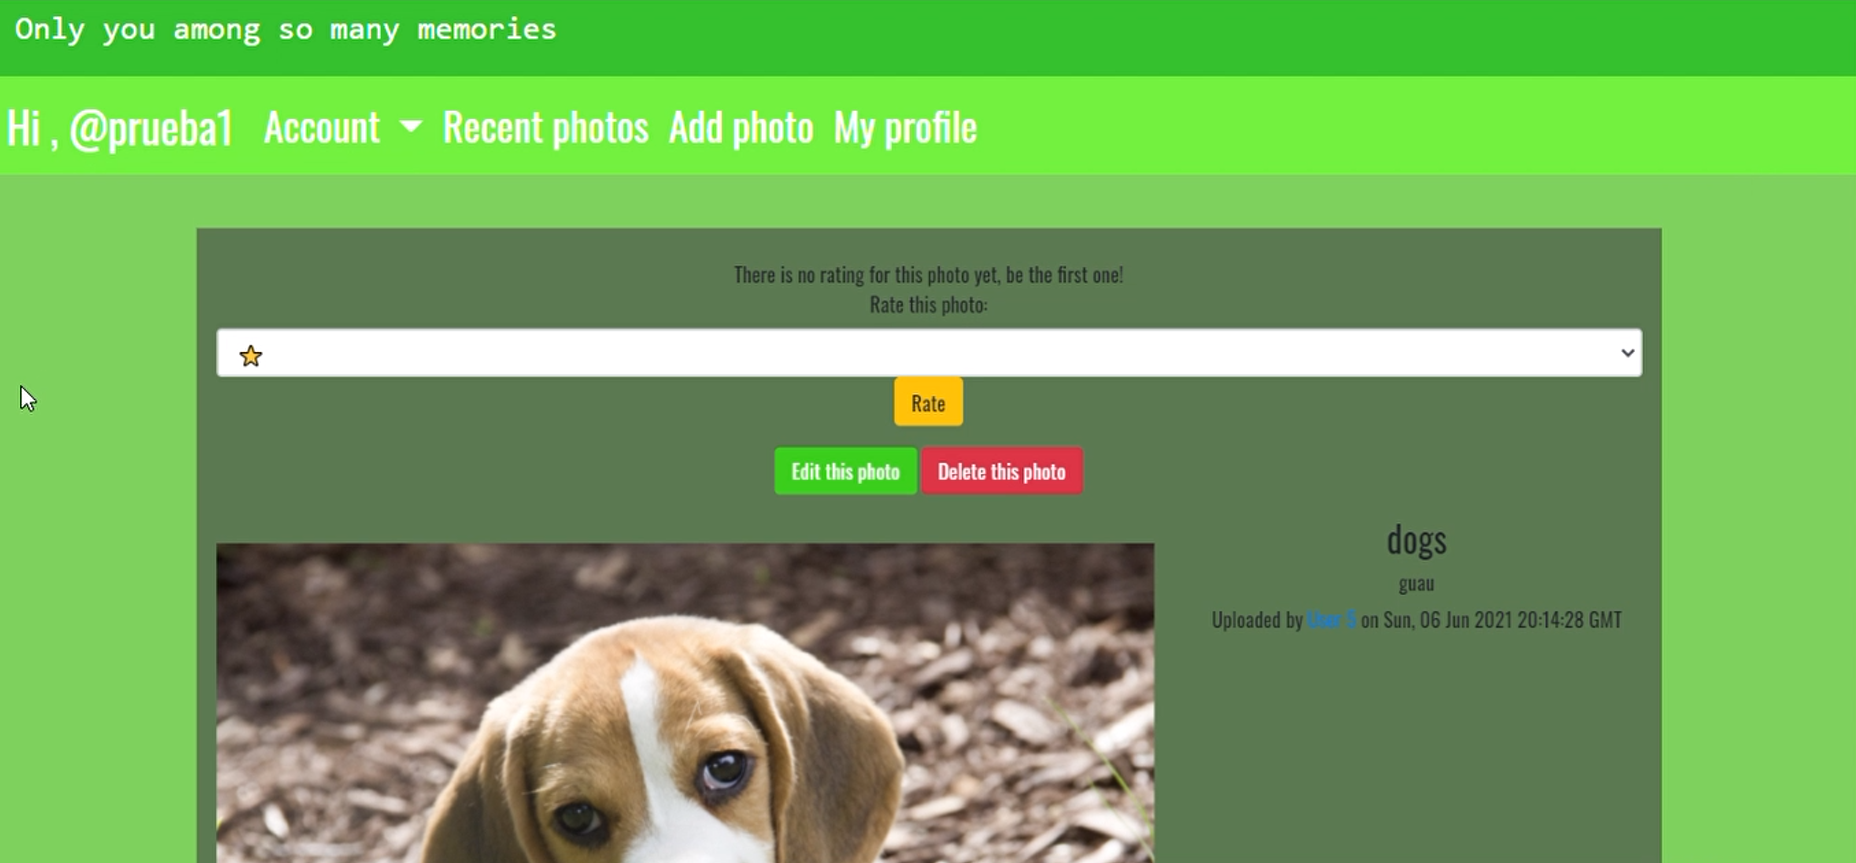 Only you among so many memories
Hi , @prueba1 Account Recent photos Add photo My profile
There is no rating for this photo yet, be the first one!
Rate this photo:
Rate
Edit this photo Delete this photo
dogs
guau
Uploaded by User 5 on Sun, 06 Jun 2021 20:14:28 GMT